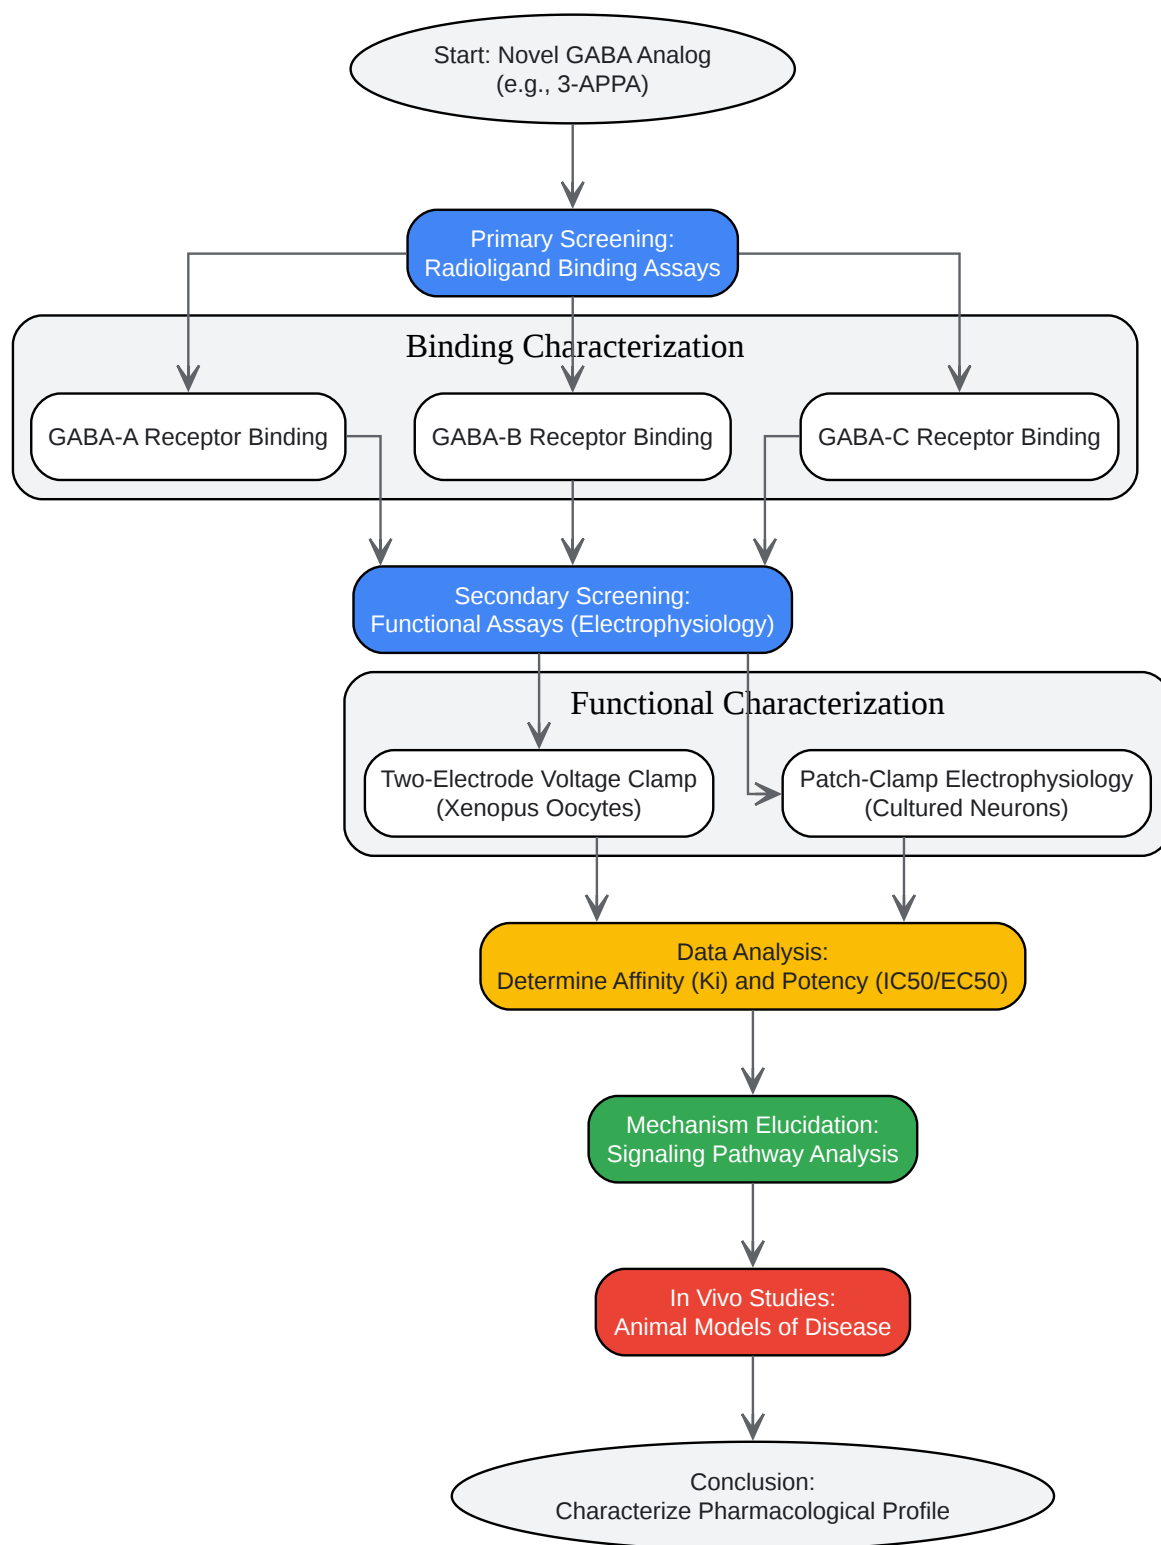 Start: Novel GABA Analog
(e.g., 3-APPA)
Primary Screening:
Radioligand Binding Assays
Binding Characterization
GABA-A Receptor Binding
GABA-B Receptor Binding
GABA-C Receptor Binding
Secondary Screening:
Functional Assays (Electrophysiology)
Functional Characterization
Two-Electrode Voltage Clamp
(Xenopus Oocytes)
Patch-Clamp Electrophysiology
(Cultured Neurons)
Data Analysis:
Determine Affinity (Ki) and Potency (IC50/EC50)
Mechanism Elucidation:
Signaling Pathway Analysis
In Vivo Studies:
Animal Models of Disease
Conclusion:
Characterize Pharmacological Profile